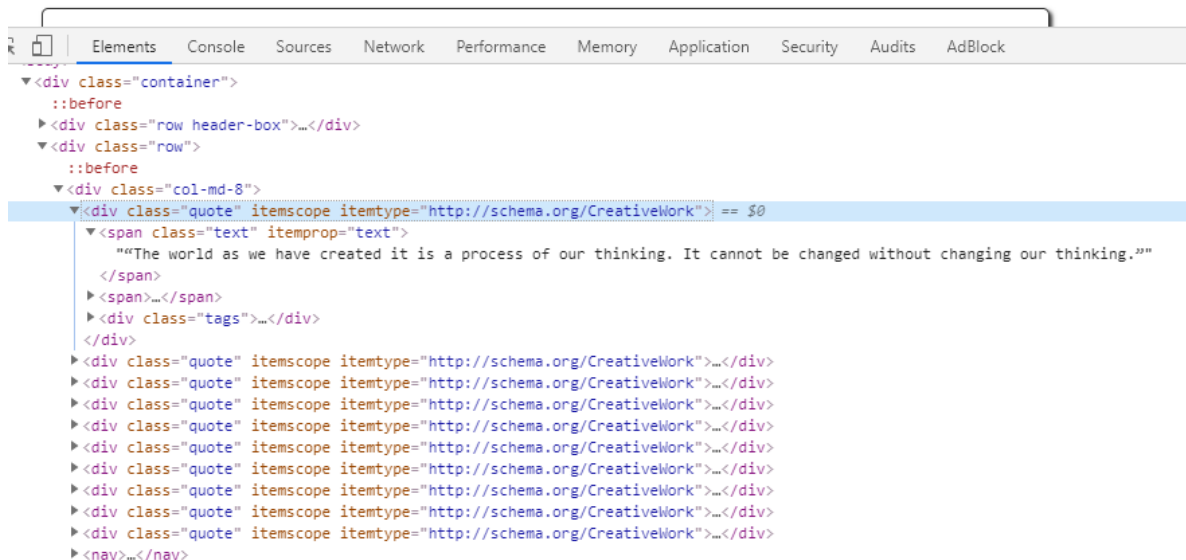 Elements Console Sources Network Performance Memory Application Security Audits AdBlock
▼<div class="container">
::before
▶<div class="row header-box">…</div>
▼<div class="row">
::before
▼<div class="col-md-8">
▼<div class="quote" itemscope itemtype="http://schema.org/CreativeWork"> == $0
▼<span class="text" itemprop="text">
"“The world as we have created it is a process of our thinking. It cannot be changed without changing our thinking.”"
</span>
▶<span>…</span>
▶<div class="tags">…</div>
</div>
▶<div class="quote" itemscope itemtype="http://schema.org/CreativeWork">…</div>
▶<div class="quote" itemscope itemtype="http://schema.org/CreativeWork">…</div>
▶<div class="quote" itemscope itemtype="http://schema.org/CreativeWork">…</div>
▶<div class="quote" itemscope itemtype="http://schema.org/CreativeWork">…</div>
▶<div class="quote" itemscope itemtype="http://schema.org/CreativeWork">…</div>
▶<div class="quote" itemscope itemtype="http://schema.org/CreativeWork">…</div>
▶<div class="quote" itemscope itemtype="http://schema.org/CreativeWork">…</div>
▶<div class="quote" itemscope itemtype="http://schema.org/CreativeWork">…</div>
▶<div class="quote" itemscope itemtype="http://schema.org/CreativeWork">…</div>
▶<nav>…</nav>